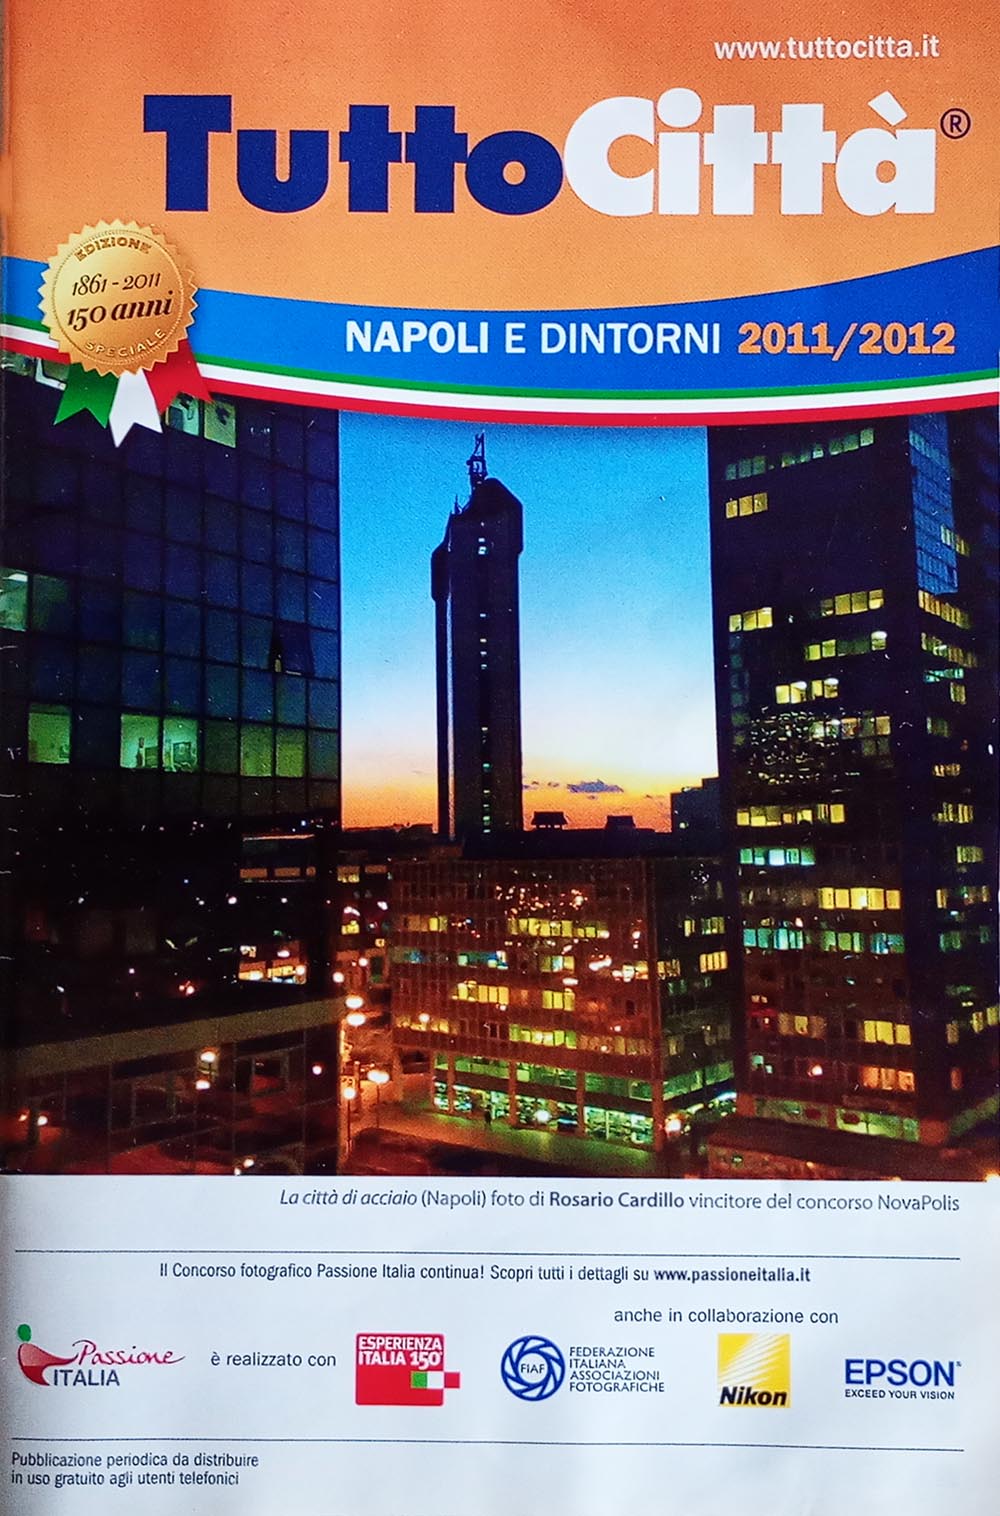 www.tuttocitta.it
TuttoCittà®
EDIZIONE
1861 - 2011
150 anni
SPECIALE
NAPOLI E DINTORNI 2011/2012
La città di acciaio (Napoli) foto di Rosario Cardillo vincitore del concorso NovaPolis
Il Concorso fotografico Passione Italia continua! Scopri tutti i dettagli su www.passioneitalia.it
anche in collaborazione con
Passione
ITALIA
è realizzato con
ESPERIENZA
ITALIA 150°
FIAF
FEDERAZIONE
ITALIANA
ASSOCIAZIONI
FOTOGRAFICHE
Nikon
EPSON®
EXCEED YOUR VISION
Pubblicazione periodica da distribuire
in uso gratuito agli utenti telefonici